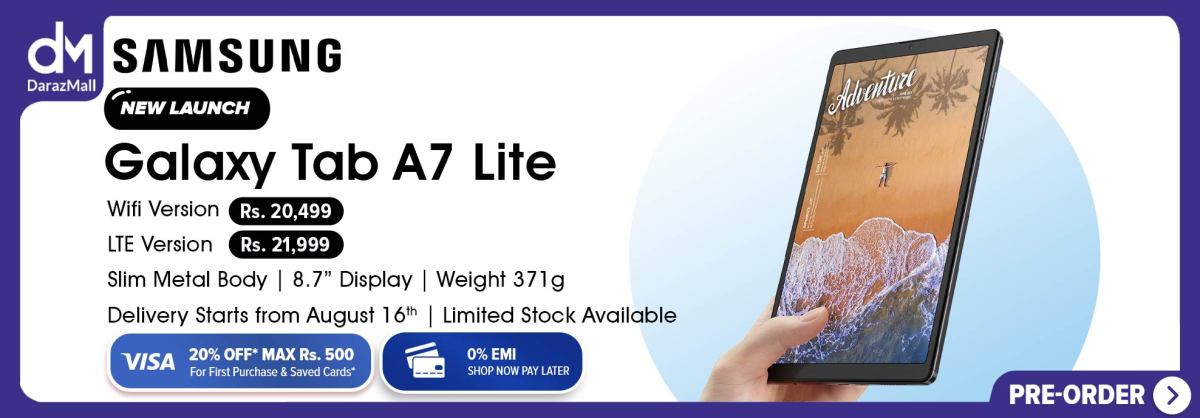 dM
DarazMall
SAMSUNG
NEW LAUNCH
Galaxy Tab A7 Lite
Wifi Version Rs. 20,499
LTE Version Rs. 21,999
Slim Metal Body | 8.7” Display | Weight 371g
Delivery Starts from August 16th | Limited Stock Available
VISA
20% OFF* MAX Rs. 500
For First Purchase & Saved Cards*
0% EMI
SHOP NOW PAY LATER
Adventure
PRE-ORDER